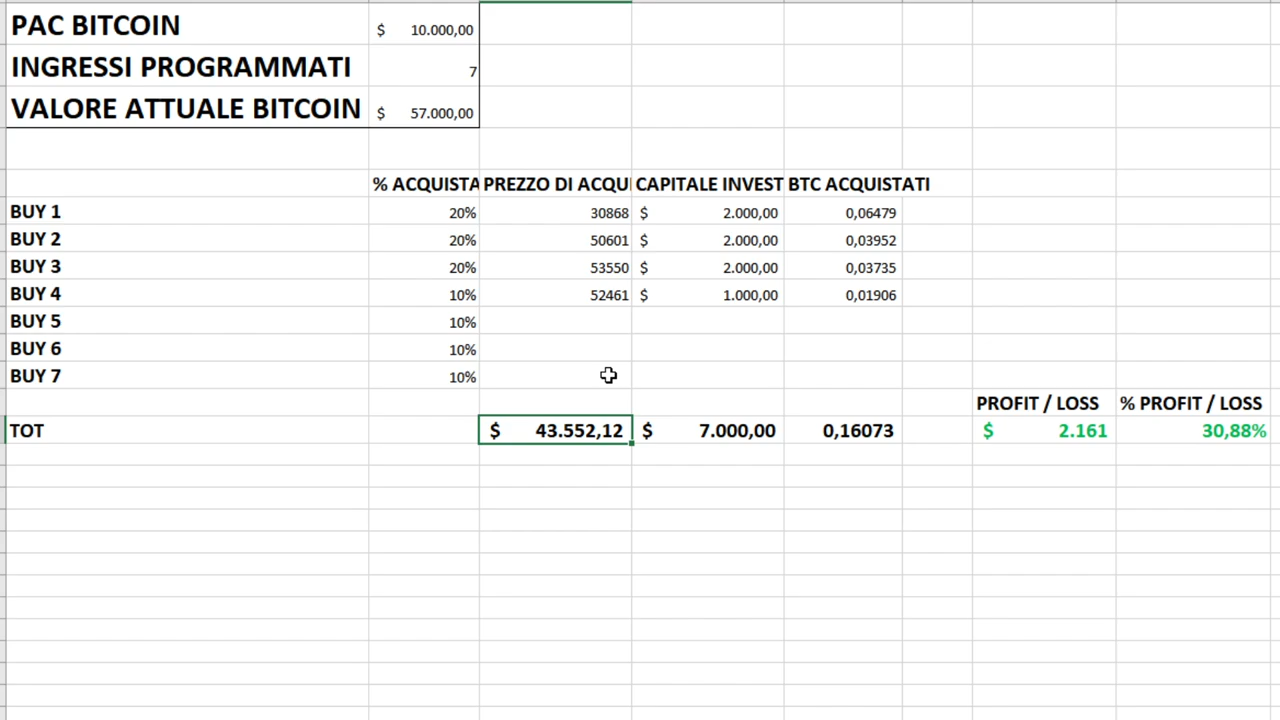 PAC BITCOIN $ 10.000,00
INGRESSI PROGRAMMATI 7
VALORE ATTUALE BITCOIN $ 57.000,00
% ACQUISTA PREZZO DI ACQUI CAPITALE INVEST BTC ACQUISTATI
BUY 1 20% 30868 $ 2.000,00 0,06479
BUY 2 20% 50601 $ 2.000,00 0,03952
BUY 3 20% 53550 $ 2.000,00 0,03735
BUY 4 10% 52461 $ 1.000,00 0,01906
BUY 5 10%
BUY 6 10%
BUY 7 10%
PROFIT / LOSS % PROFIT / LOSS
TOT $ 43.552,12 $ 7.000,00 0,16073 $ 2.161 30,88%